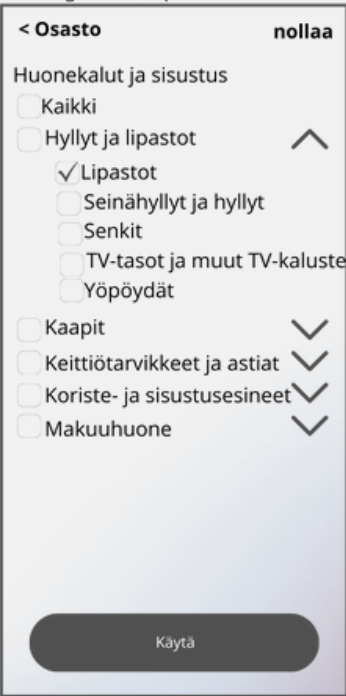 < Osasto
nollaa
Huonekalut ja sisustus
Kaikki
Hyllyt ja lipastot
Lipastot
Seinähyllyt ja hyllyt
Senkit
TV-tasot ja muut TV-kaluste
Yöpöydät
Kaapit
Keittiötarvikkeet ja astiat
Koriste- ja sisustusesineet
Makuuhuone
Käytä